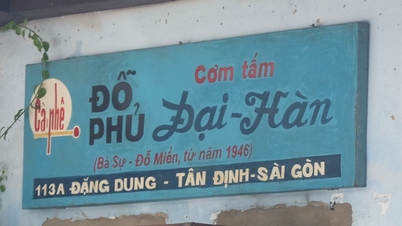 Cà phê
Cơm tấm
ĐỖ PHỦ Đại-Hàn
(Bà Sự - Đỗ Miễn, từ năm 1946)
113A ĐẶNG DUNG - TÂN ĐỊNH-SÀI GÒN